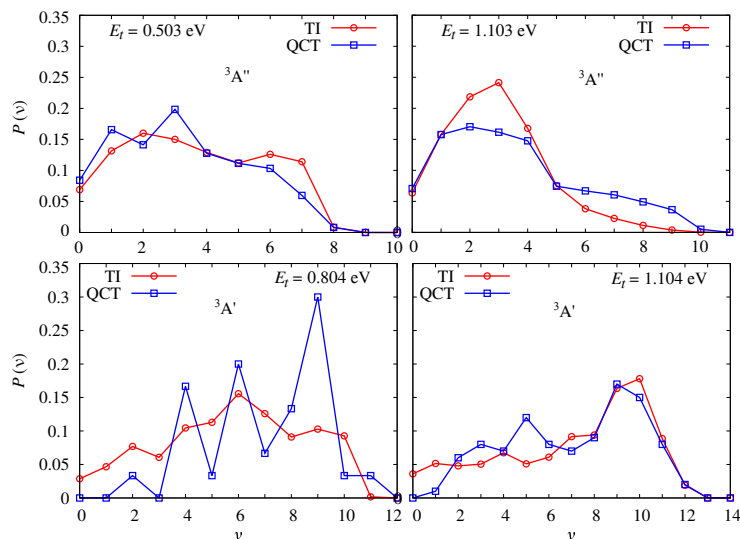 E_t = 0.503 eV
TI
QCT
³A''
P (ν)
0.35
0.3
0.25
0.2
0.15
0.1
0.05
0
0 2 4 6 8 10
E_t = 1.103 eV
TI
QCT
³A''
0 2 4 6 8 10
TI
QCT
E_t = 0.804 eV
³A'
P (ν)
0.35
0.3
0.25
0.2
0.15
0.1
0.05
0
0 2 4 6 8 10 12
ν
TI
QCT
E_t = 1.104 eV
³A'
0 2 4 6 8 10 12 14
ν